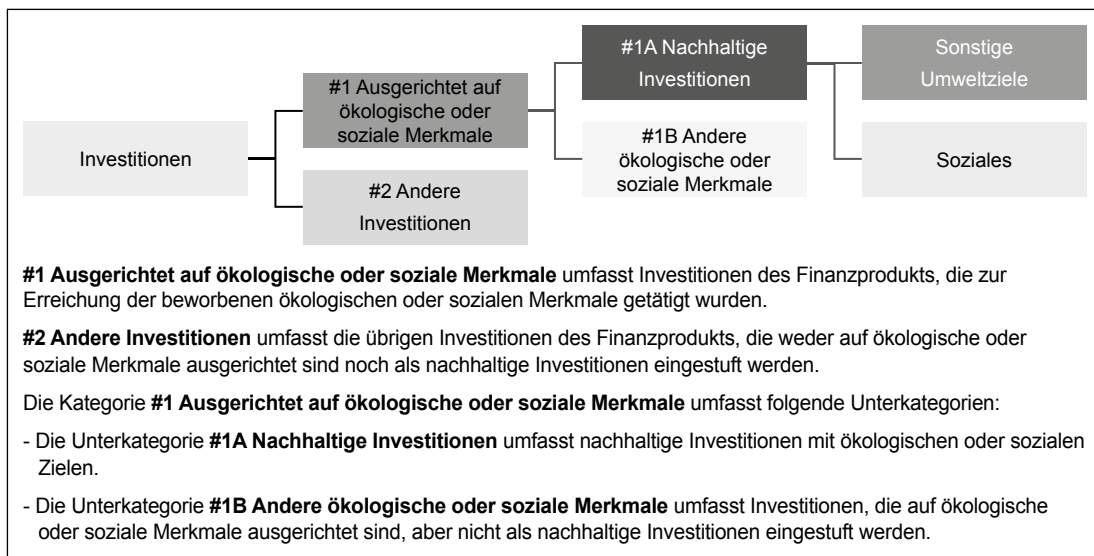 Investitionen
#1 Ausgerichtet auf
ökologische oder
soziale Merkmale
#2 Andere
Investitionen
#1A Nachhaltige
Investitionen
#1B Andere
ökologische oder
soziale Merkmale
Sonstige
Umweltziele
Soziales
#1 Ausgerichtet auf ökologische oder soziale Merkmale umfasst Investitionen des Finanzprodukts, die zur
Erreichung der beworbenen ökologischen oder sozialen Merkmale getätigt wurden.
#2 Andere Investitionen umfasst die übrigen Investitionen des Finanzprodukts, die weder auf ökologische oder
soziale Merkmale ausgerichtet sind noch als nachhaltige Investitionen eingestuft werden.
Die Kategorie #1 Ausgerichtet auf ökologische oder soziale Merkmale umfasst folgende Unterkategorien:
- Die Unterkategorie #1A Nachhaltige Investitionen umfasst nachhaltige Investitionen mit ökologischen oder sozialen
Zielen.
- Die Unterkategorie #1B Andere ökologische oder soziale Merkmale umfasst Investitionen, die auf ökologische
oder soziale Merkmale ausgerichtet sind, aber nicht als nachhaltige Investitionen eingestuft werden.